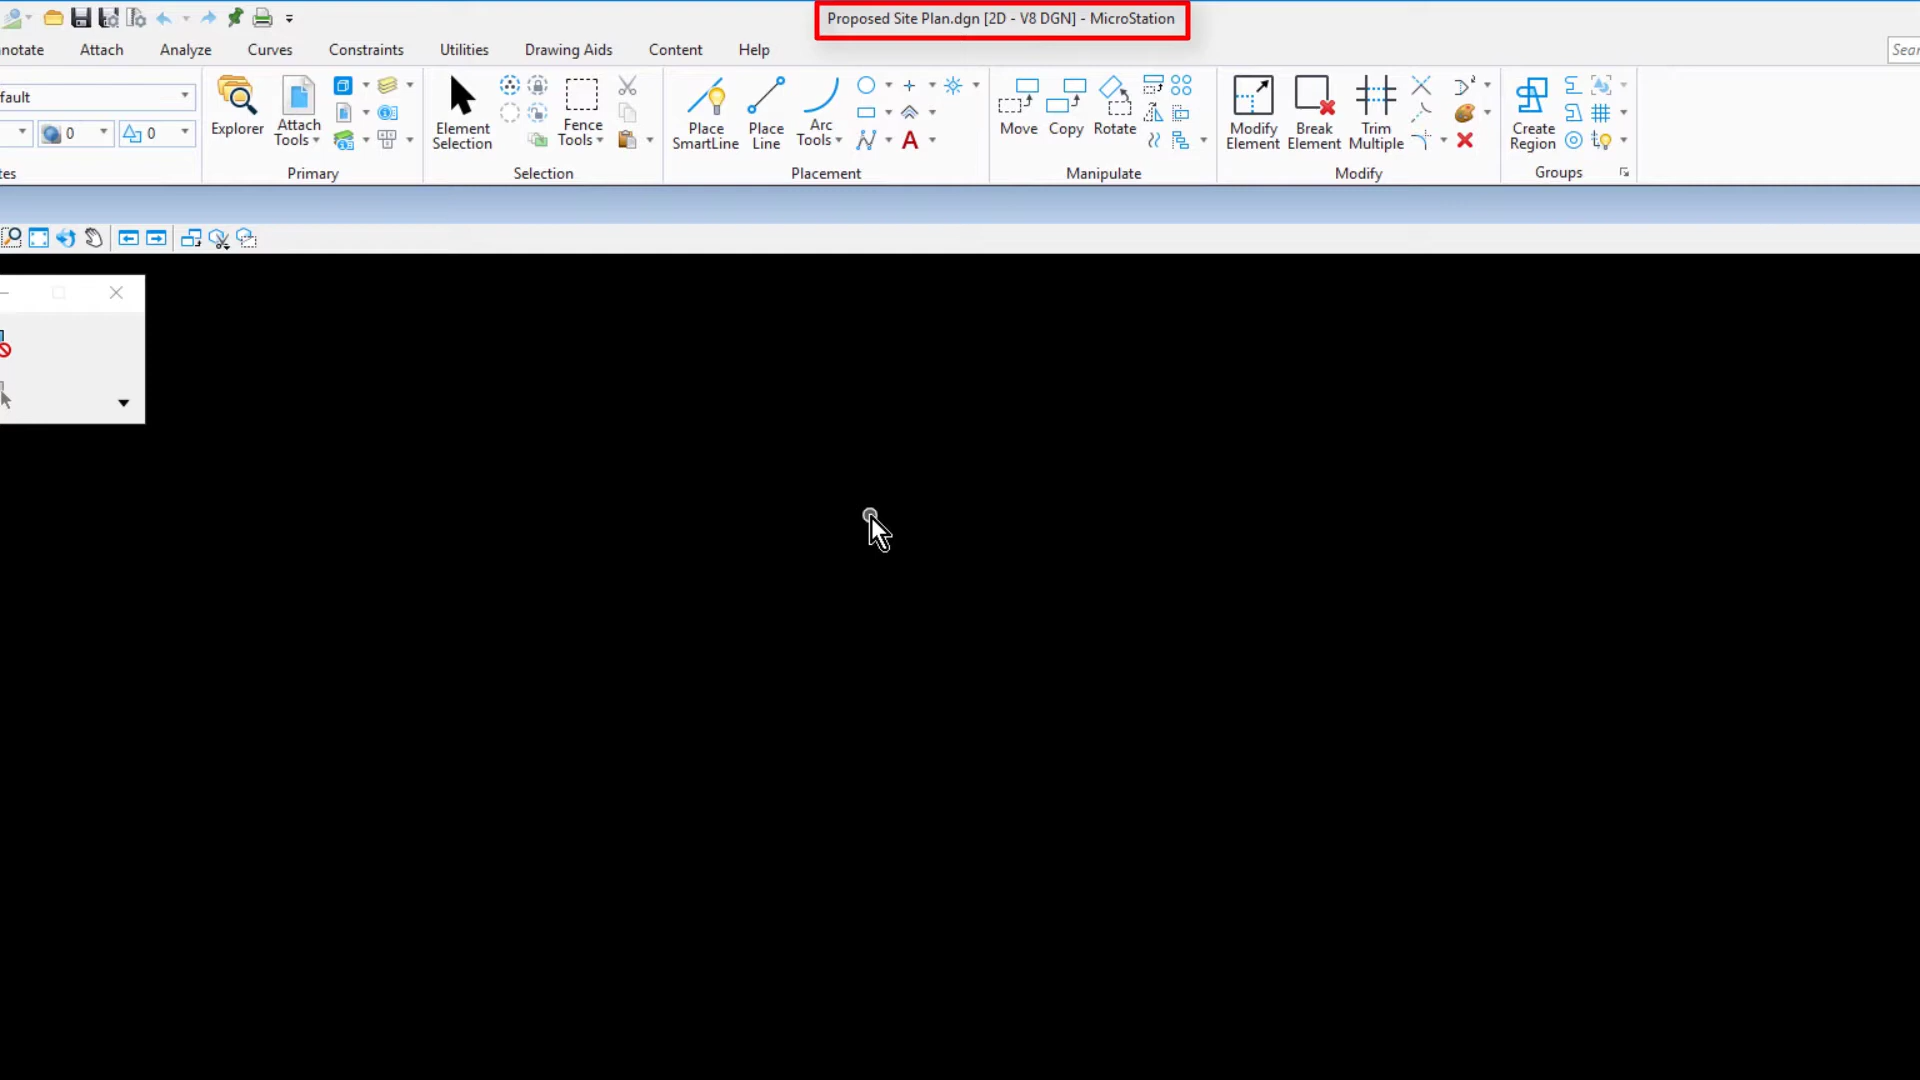 Proposed Site Plan.dgn [2D - V8 DGN] - MicroStation
notate Attach Analyze Curves Constraints Utilities Drawing Aids Content Help
Sear
fault
0 0
Explorer
Attach Tools
Element Selection
Fence Tools
Place SmartLine
Place Line
Arc Tools
Move Copy Rotate
Modify Element
Break Element
Trim Multiple
Create Region
tes Primary Selection Placement Manipulate Modify Groups